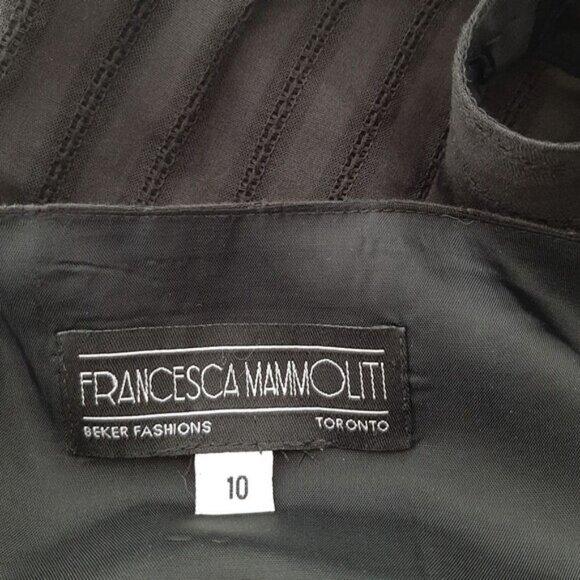 FRANCESCA MAMMOLITI
BEKER FASHIONS TORONTO
10